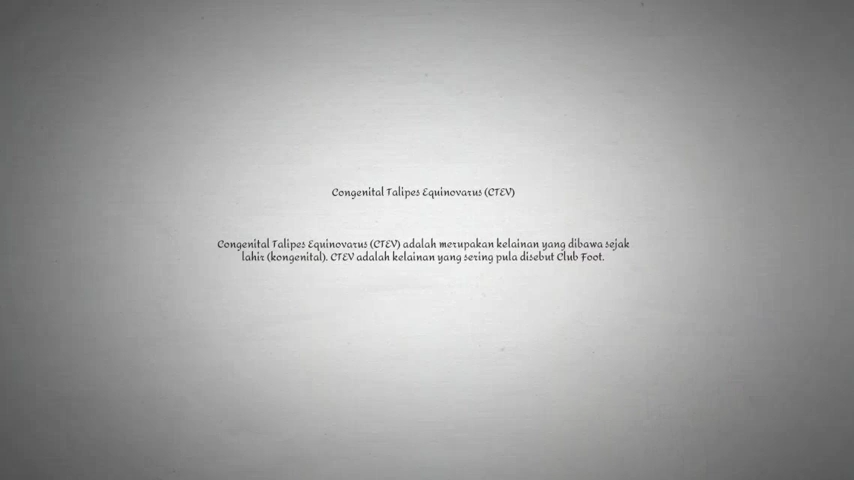 Congenital Talipes Equinovarus (CTEV)
Congenital Talipes Equinovarus (CTEV) adalah merupakan kelainan yang dibawa sejak
lahir (kongenital). CTEV adalah kelainan yang sering pula disebut Club Foot.